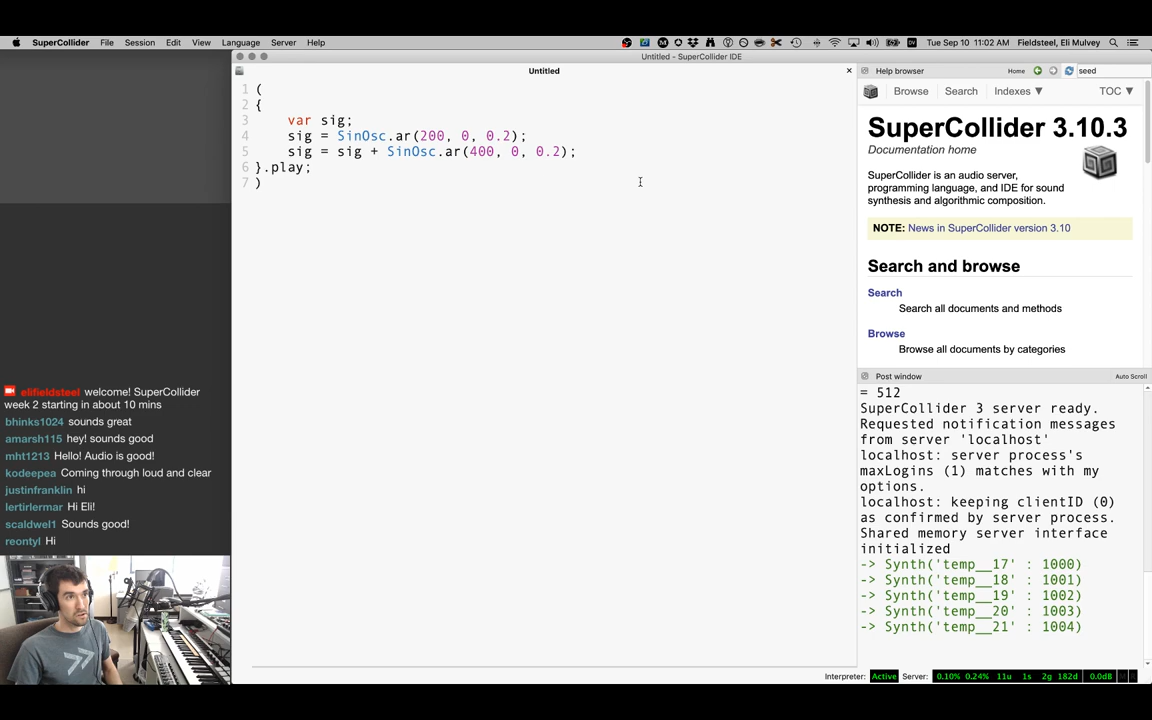 SuperCollider File Session Edit View Language Server Help
Tue Sep 10 11:02 AM Fieldsteel, Eli Mulvey
Untitled - SuperCollider IDE
Untitled
1 (
2 {
3 var sig;
4 sig = SinOsc.ar(200, 0, 0.2);
5 sig = sig + SinOsc.ar(400, 0, 0.2);
6 }.play;
7 )
Help browser Home seed
Browse Search Indexes ▼ TOC ▼
SuperCollider 3.10.3
Documentation home
SuperCollider is an audio server,
programming language, and IDE for sound
synthesis and algorithmic composition.
NOTE: News in SuperCollider version 3.10
Search and browse
Search
Search all documents and methods
Browse
Browse all documents by categories
Post window Auto Scroll
= 512
SuperCollider 3 server ready.
Requested notification messages
from server 'localhost'
localhost: server process's
maxLogins (1) matches with my
options.
localhost: keeping clientID (0)
as confirmed by server process.
Shared memory server interface
initialized
-> Synth('temp__17' : 1000)
-> Synth('temp__18' : 1001)
-> Synth('temp__19' : 1002)
-> Synth('temp__20' : 1003)
-> Synth('temp__21' : 1004)
elifieldsteel welcome! SuperCollider
week 2 starting in about 10 mins
bhinks1024 sounds great
amarsh115 hey! sounds good
mht1213 Hello! Audio is good!
kodeepea Coming through loud and clear
justinfranklin hi
lertirlermar Hi Eli!
scaldwel1 Sounds good!
reontyl Hi
Interpreter: Active Server: 0.10% 0.24% 11u 1s 2g 182d 0.0dB